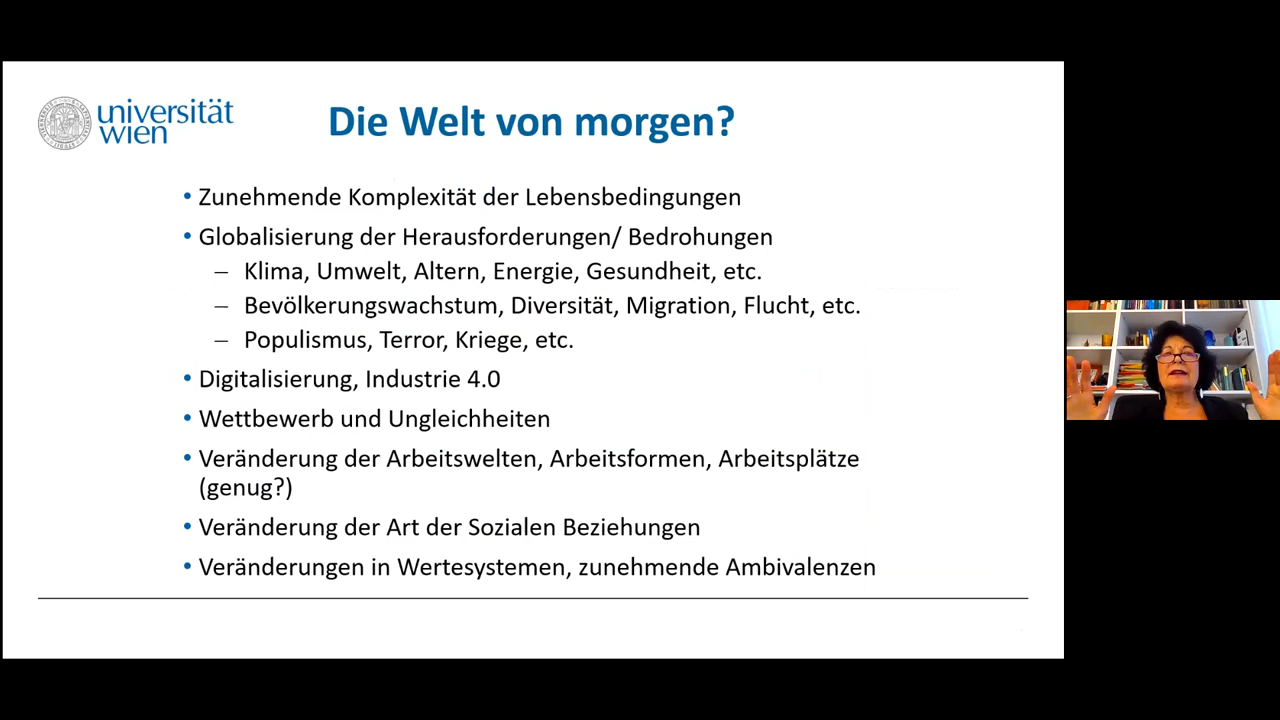 universität
wien
Die Welt von morgen?
• Zunehmende Komplexität der Lebensbedingungen
• Globalisierung der Herausforderungen/ Bedrohungen
– Klima, Umwelt, Altern, Energie, Gesundheit, etc.
– Bevölkerungswachstum, Diversität, Migration, Flucht, etc.
– Populismus, Terror, Kriege, etc.
• Digitalisierung, Industrie 4.0
• Wettbewerb und Ungleichheiten
• Veränderung der Arbeitswelten, Arbeitsformen, Arbeitsplätze
(genug?)
• Veränderung der Art der Sozialen Beziehungen
• Veränderungen in Wertesystemen, zunehmende Ambivalenzen